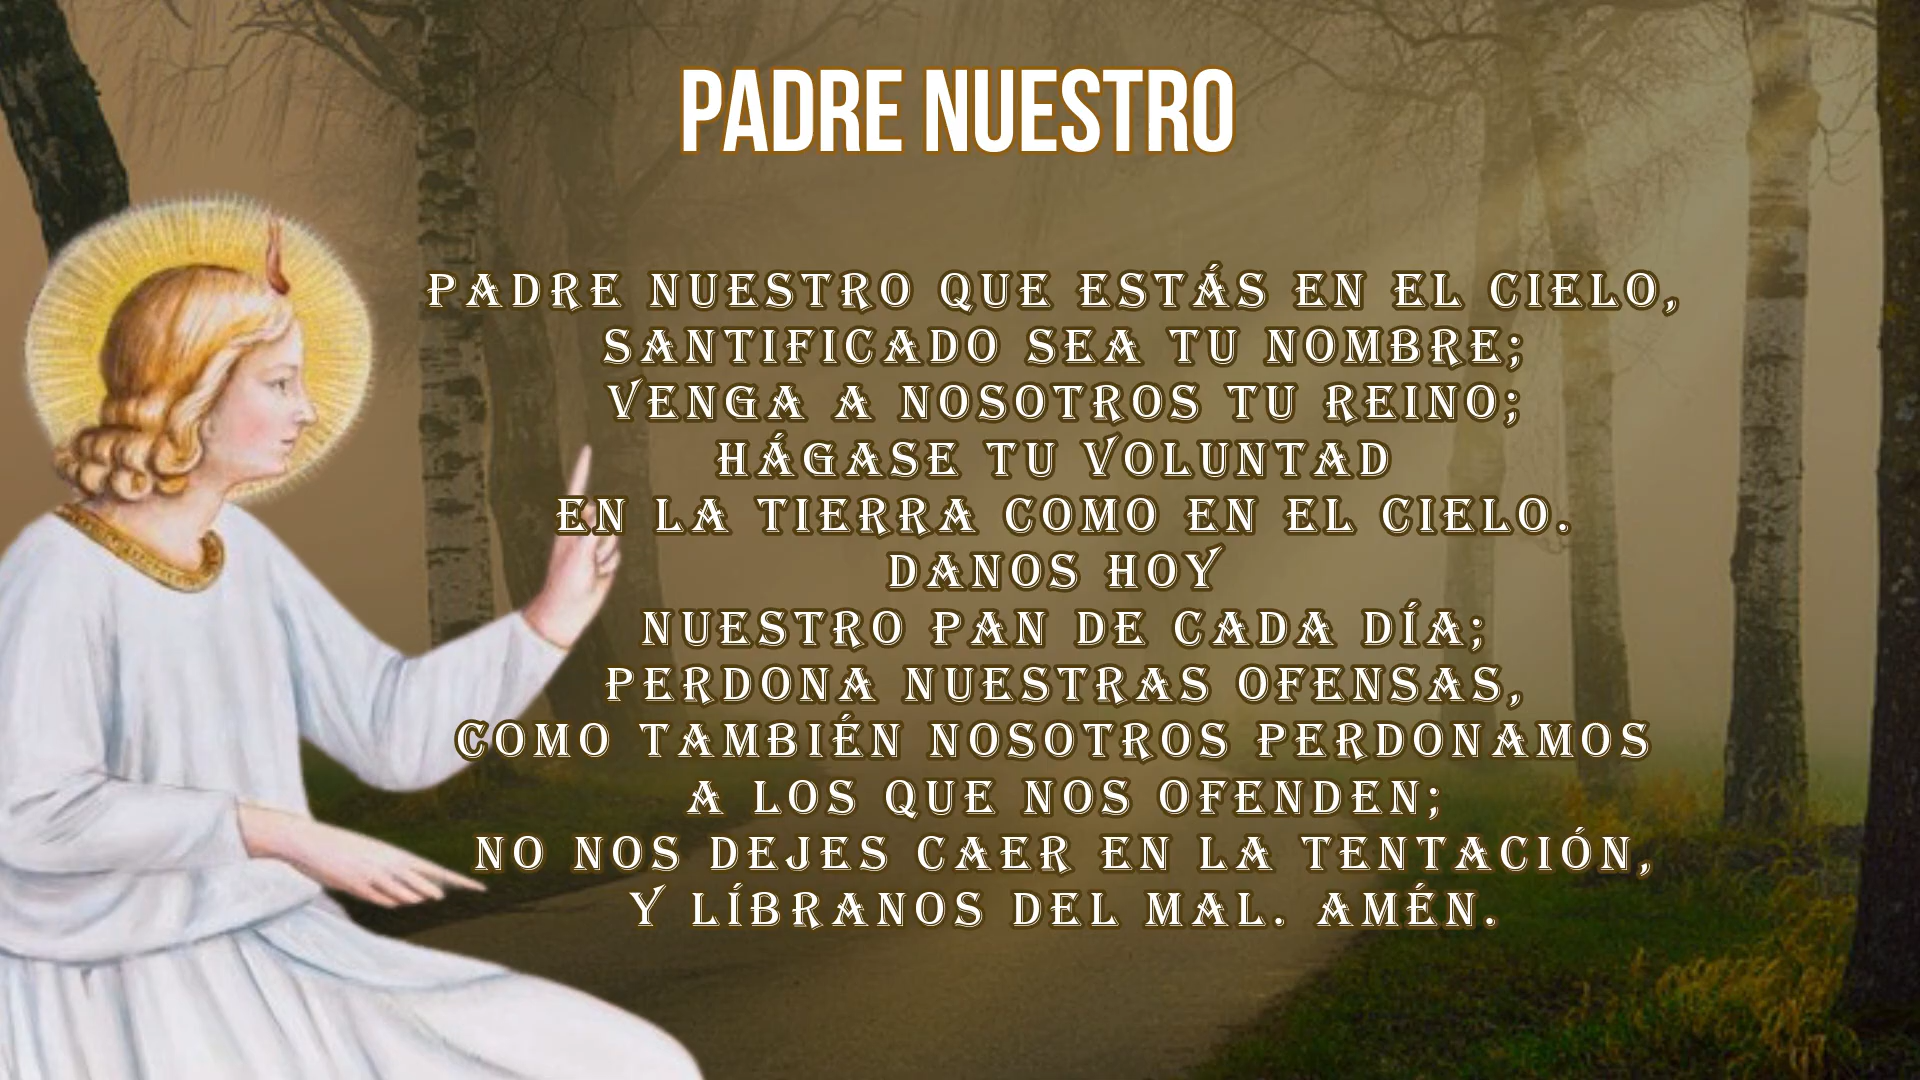 PADRE NUESTRO
PADRE NUESTRO QUE ESTÁS EN EL CIELO,
SANTIFICADO SEA TU NOMBRE;
VENGA A NOSOTROS TU REINO;
HÁGASE TU VOLUNTAD
EN LA TIERRA COMO EN EL CIELO.
DANOS HOY
NUESTRO PAN DE CADA DÍA;
PERDONA NUESTRAS OFENSAS,
COMO TAMBIÉN NOSOTROS PERDONAMOS
A LOS QUE NOS OFENDEN;
NO NOS DEJES CAER EN LA TENTACIÓN,
Y LÍBRANOS DEL MAL. AMÉN.